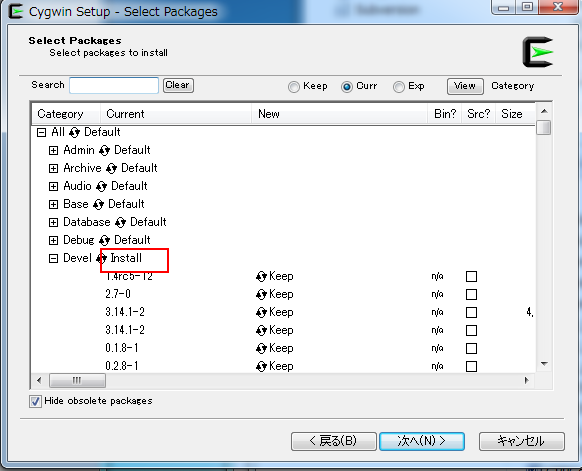 Subversion
Cygwin Setup - Select Packages
Select Packages
Select packages to install
Search Clear Keep Curr Exp View Category
Category Current New Bin? Src? Size
All Default
Admin Default
Archive Default
Audio Default
Base Default
Database Default
Debug Default
Devel Install
1.4rc5-12 Keep n/a
2.7-0 Keep n/a
3.14.1-2 Keep n/a 4,
3.14.1-2 Keep n/a
0.1.8-1 Keep n/a
0.2.8-1 Keep n/a
Hide obsolete packages
< 戻る(B) 次へ(N) > キャンセル